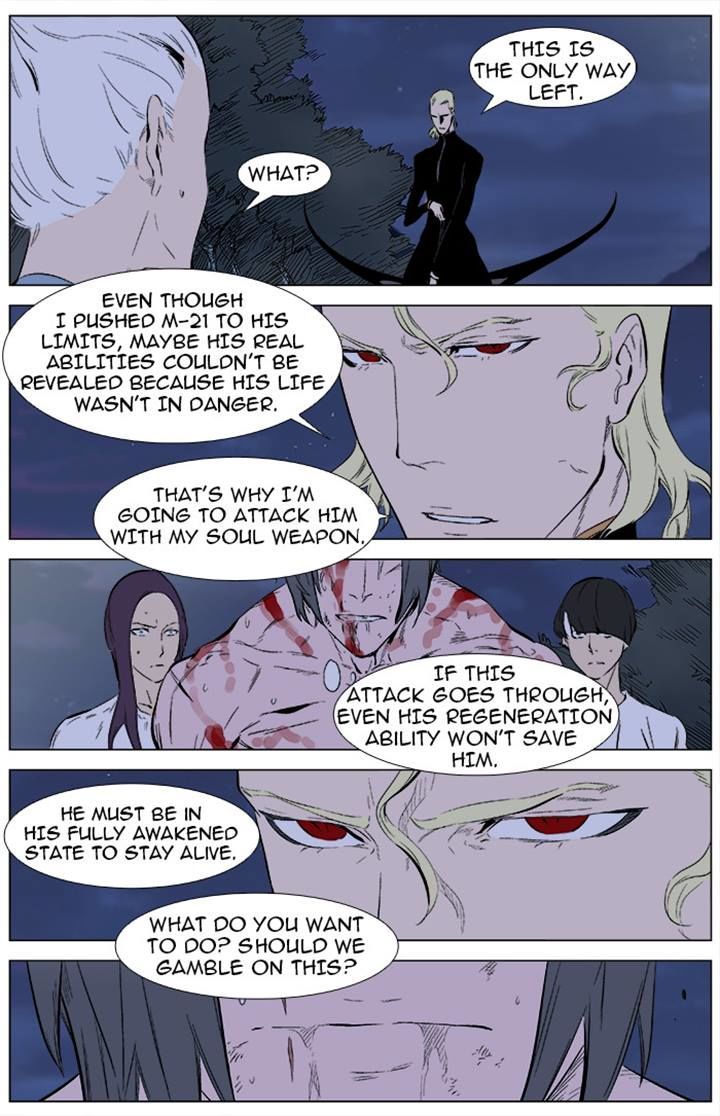 THIS IS
THE ONLY WAY
LEFT.
WHAT?
EVEN THOUGH
I PUSHED M-21 TO HIS
LIMITS, MAYBE HIS REAL
ABILITIES COULDN'T BE
REVEALED BECAUSE HIS LIFE
WASN'T IN DANGER.
THAT'S WHY I'M
GOING TO ATTACK HIM
WITH MY SOUL WEAPON.
IF THIS
ATTACK GOES THROUGH,
EVEN HIS REGENERATION
ABILITY WON'T SAVE
HIM.
HE MUST BE IN
HIS FULLY AWAKENED
STATE TO STAY ALIVE.
WHAT DO YOU WANT
TO DO? SHOULD WE
GAMBLE ON THIS?